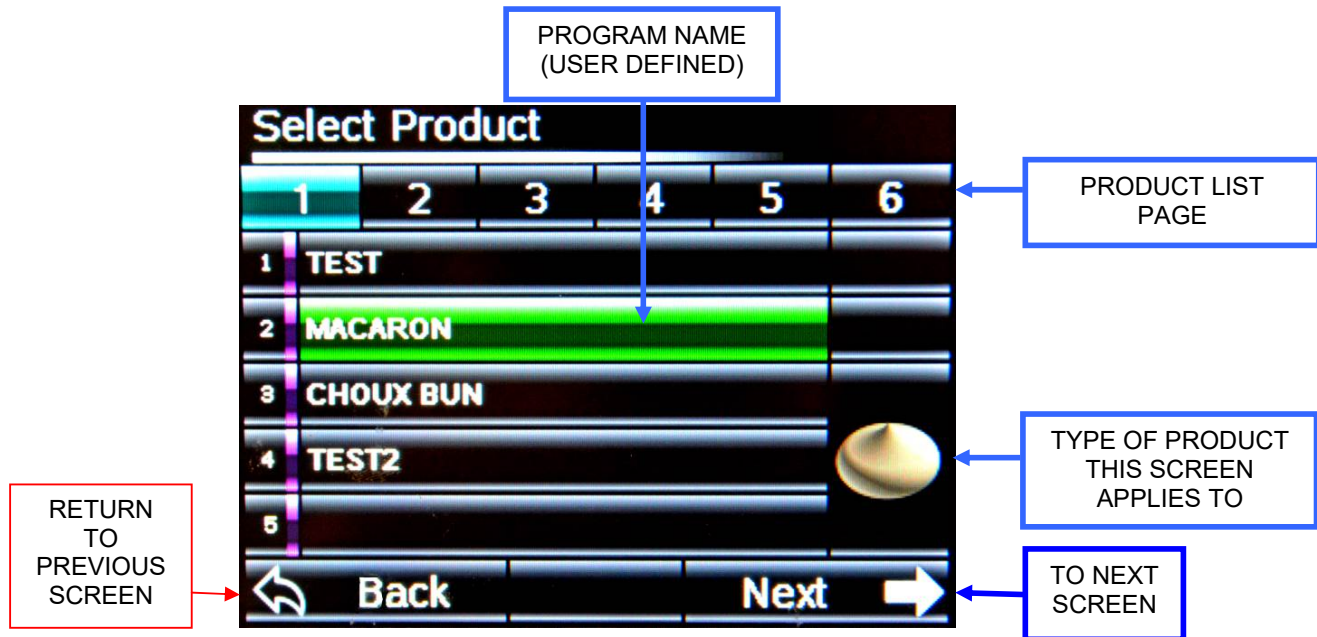 PROGRAM NAME
(USER DEFINED)
Select Product
1 2 3 4 5 6
PRODUCT LIST
PAGE
1 TEST
2 MACARON
3 CHOUX BUN
4 TEST2
TYPE OF PRODUCT
THIS SCREEN
APPLIES TO
5
RETURN
TO
PREVIOUS
SCREEN
Back Next
TO NEXT
SCREEN